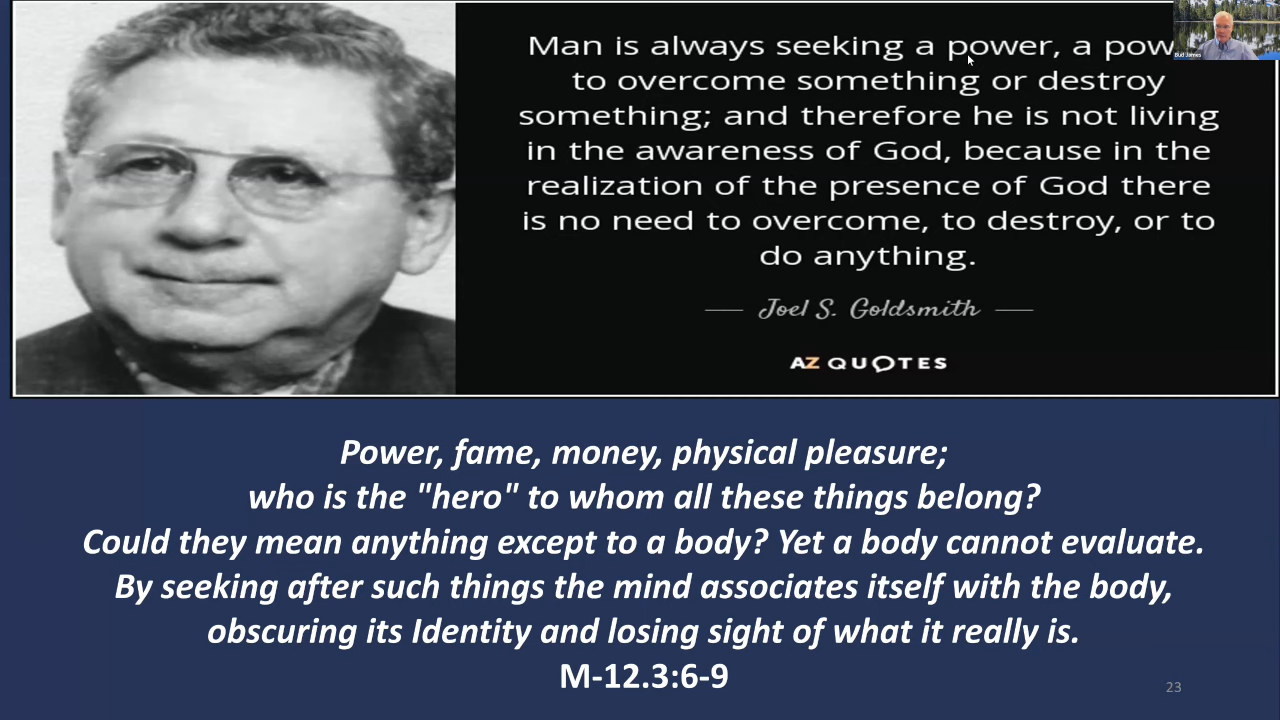 Man is always seeking a power, a pow
to overcome something or destroy
something; and therefore he is not living
in the awareness of God, because in the
realization of the presence of God there
is no need to overcome, to destroy, or to
do anything.
Joel S. Goldsmith
AZ QUOTES
Bud James
Power, fame, money, physical pleasure;
who is the "hero" to whom all these things belong?
Could they mean anything except to a body? Yet a body cannot evaluate.
By seeking after such things the mind associates itself with the body,
obscuring its Identity and losing sight of what it really is.
M-12.3:6-9
23